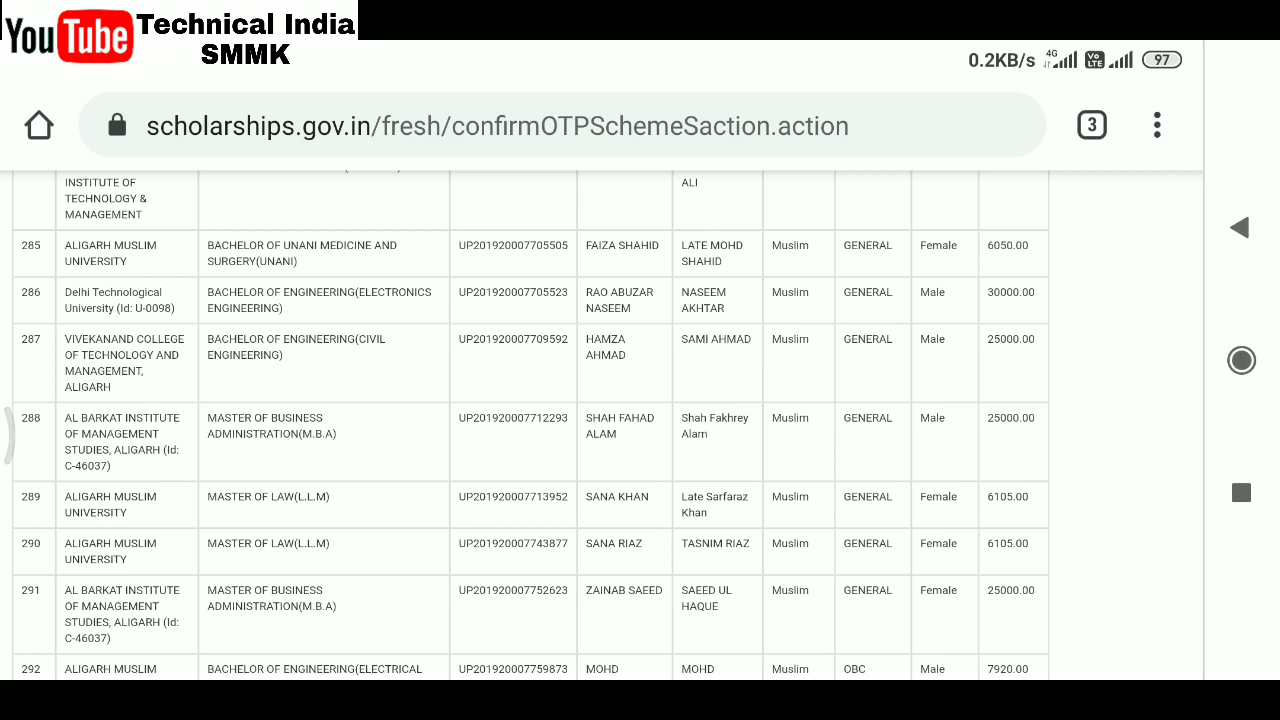 YouTube Technical India
SMMK
0.2KB/s 4G Vo LTE 97
scholarships.gov.in/fresh/confirmOTPSchemeSaction.action 3
INSTITUTE OF TECHNOLOGY & MANAGEMENT ALI
285 ALIGARH MUSLIM UNIVERSITY BACHELOR OF UNANI MEDICINE AND SURGERY(UNANI) UP201920007705505 FAIZA SHAHID LATE MOHD SHAHID Muslim GENERAL Female 6050.00
286 Delhi Technological University (Id: U-0098) BACHELOR OF ENGINEERING(ELECTRONICS ENGINEERING) UP201920007705523 RAO ABUZAR NASEEM NASEEM AKHTAR Muslim GENERAL Male 30000.00
287 VIVEKANAND COLLEGE OF TECHNOLOGY AND MANAGEMENT, ALIGARH BACHELOR OF ENGINEERING(CIVIL ENGINEERING) UP201920007709592 HAMZA AHMAD SAMI AHMAD Muslim GENERAL Male 25000.00
288 AL BARKAT INSTITUTE OF MANAGEMENT STUDIES, ALIGARH (Id: C-46037) MASTER OF BUSINESS ADMINISTRATION(M.B.A) UP201920007712293 SHAH FAHAD ALAM Shah Fakhrey Alam Muslim GENERAL Male 25000.00
289 ALIGARH MUSLIM UNIVERSITY MASTER OF LAW(L.L.M) UP201920007713952 SANA KHAN Late Sarfaraz Khan Muslim GENERAL Female 6105.00
290 ALIGARH MUSLIM UNIVERSITY MASTER OF LAW(L.L.M) UP201920007743877 SANA RIAZ TASNIM RIAZ Muslim GENERAL Female 6105.00
291 AL BARKAT INSTITUTE OF MANAGEMENT STUDIES, ALIGARH (Id: C-46037) MASTER OF BUSINESS ADMINISTRATION(M.B.A) UP201920007752623 ZAINAB SAEED SAEED UL HAQUE Muslim GENERAL Female 25000.00
292 ALIGARH MUSLIM BACHELOR OF ENGINEERING(ELECTRICAL UP201920007759873 MOHD MOHD Muslim OBC Male 7920.00